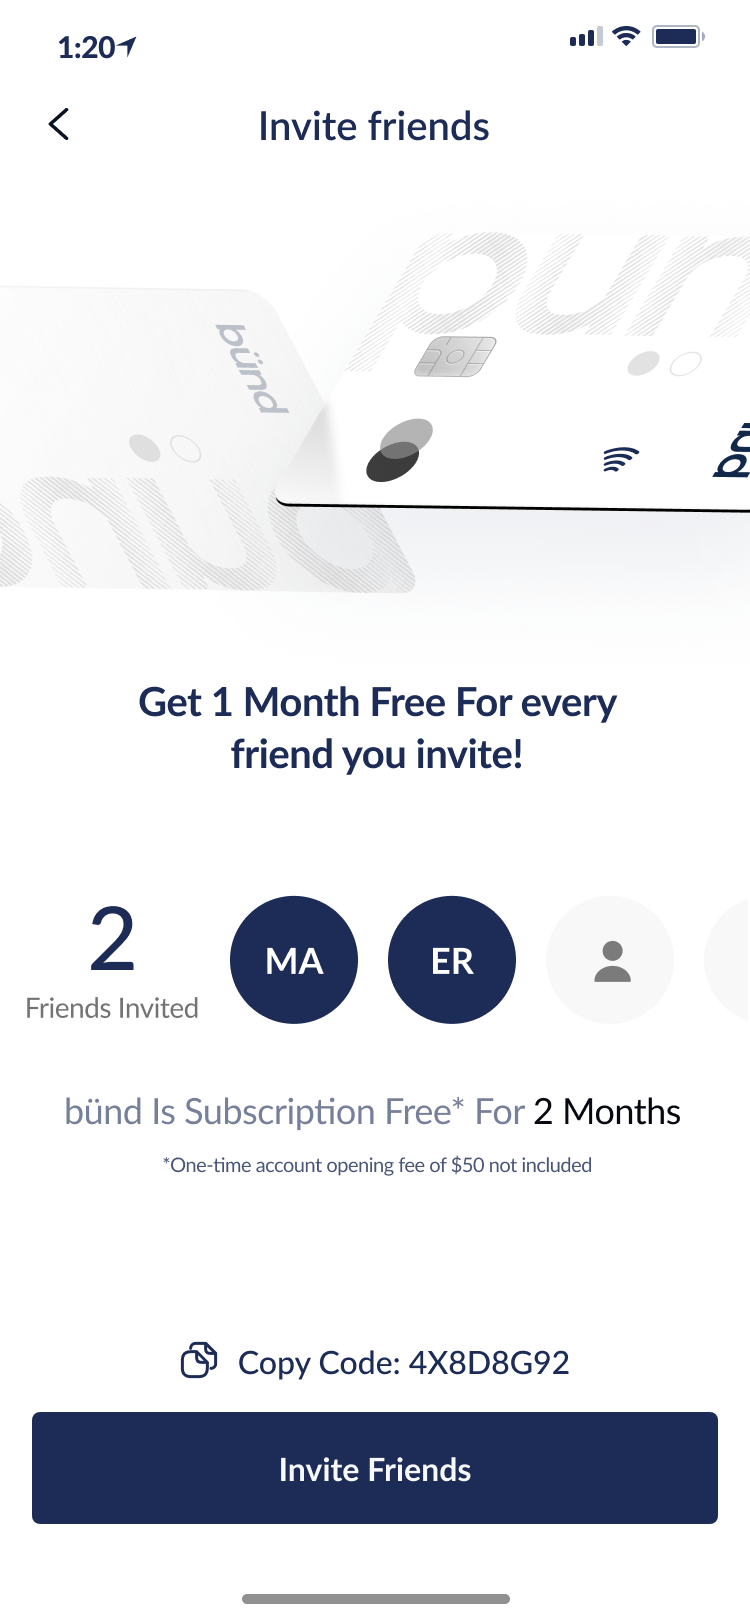 1:20
Invite friends
bünd
Get 1 Month Free For every
friend you invite!
2
MA
ER
Friends Invited
bünd Is Subscription Free* For 2 Months
*One-time account opening fee of $50 not included
Copy Code: 4X8D8G92
Invite Friends